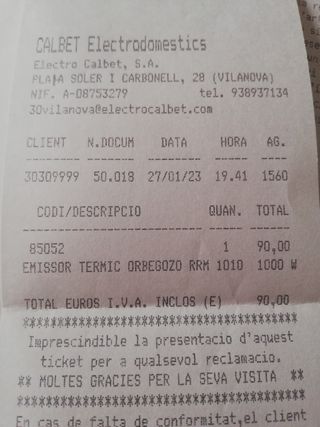 CALBET Electrodomestics
Electro Calbet, S.A.
PLAÇA SOLER I CARBONELL, 28 (VILANOVA)
NIF. A-08753279 tel. 938937134
30vilanova@electrocalbet.com
CLIENT N.DOCUM DATA HORA AG.
-------- ------- -------- ----- ----
30309999 50.018 27/01/23 19.41 1560
CODI/DESCRIPCIO QUAN. TOTAL
85052 1 90,00
EMISSOR TERMIC ORBEGOZO RRM 1010 1000 W
TOTAL EUROS I.V.A. INCLOS (E) 90,00
***************************************
Imprescindible la presentacio d'aquest
ticket per a qualsevol reclamacio.
** MOLTES GRACIES PER LA SEVA VISITA **
***************************************
En cas de falta de conformitat,el client